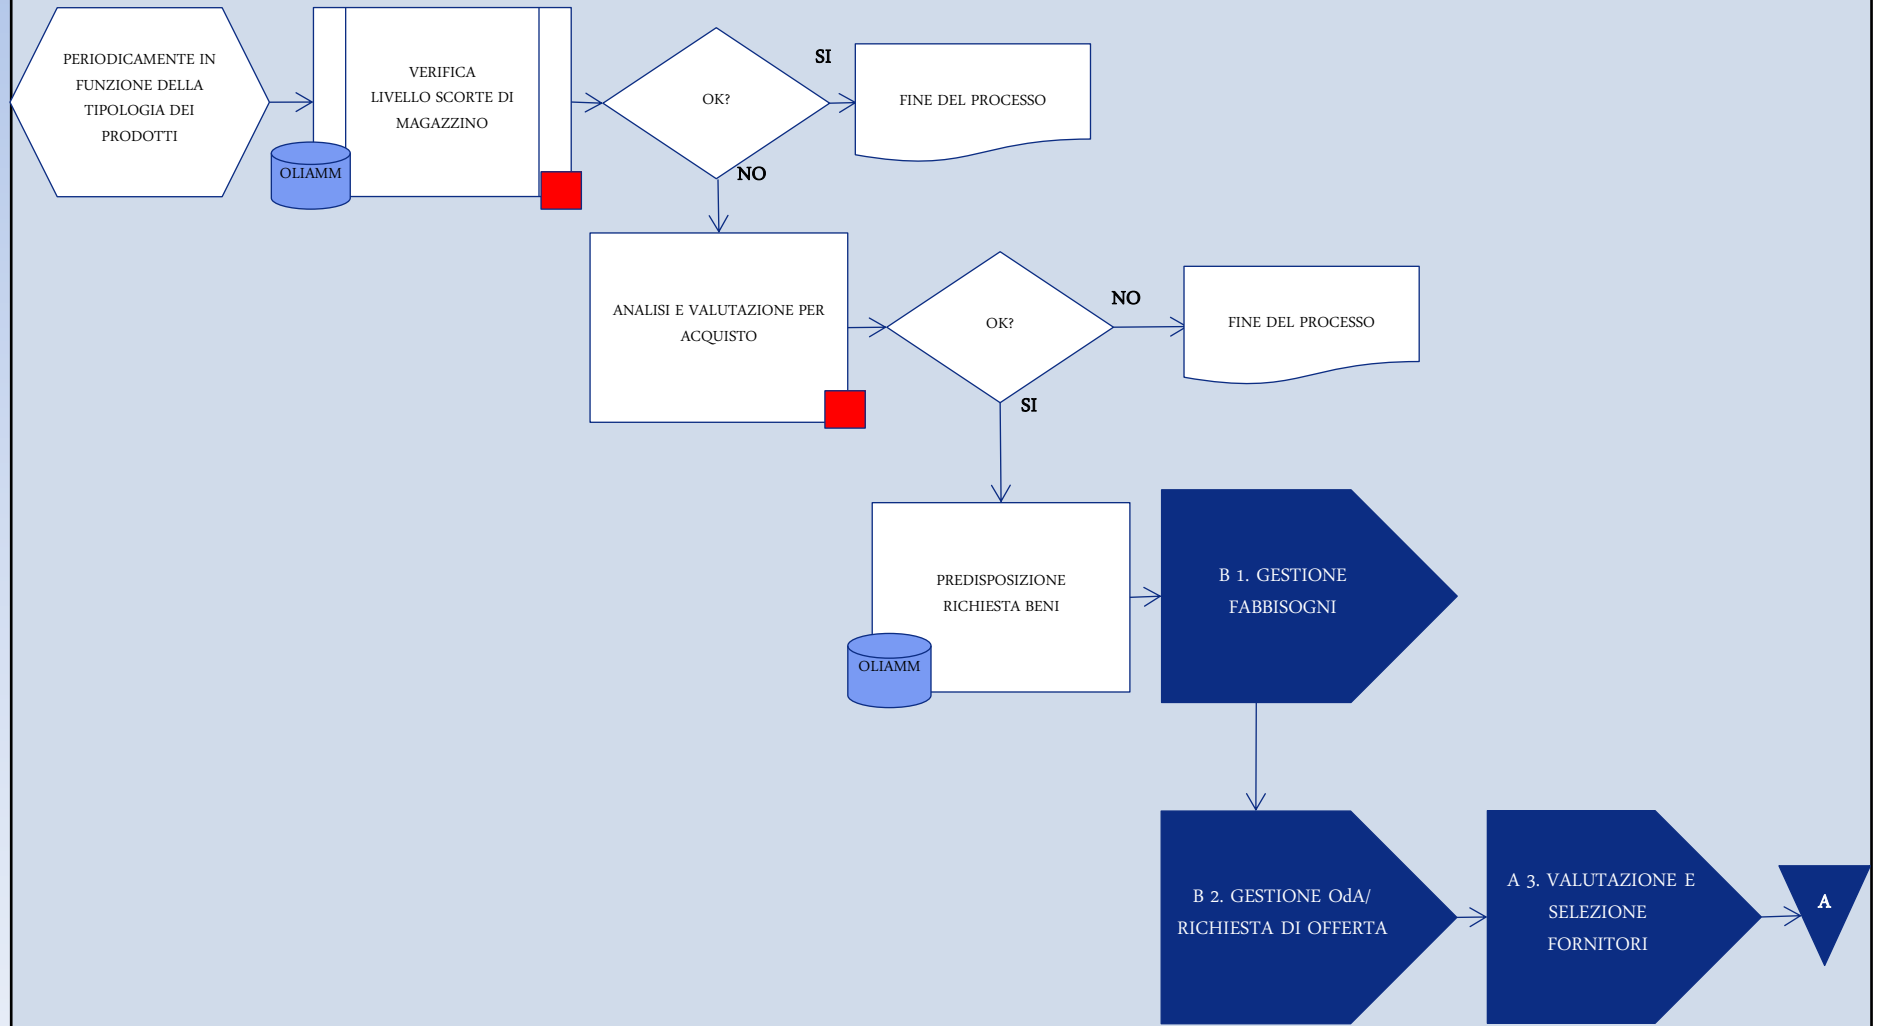 PERIODICAMENTE IN
FUNZIONE DELLA
TIPOLOGIA DEI
PRODOTTI
VERIFICA
LIVELLO SCORTE DI
MAGAZZINO
OLIAMM
OK?
SI
NO
FINE DEL PROCESSO
ANALISI E VALUTAZIONE PER
ACQUISTO
OK?
NO
SI
FINE DEL PROCESSO
PREDISPOSIZIONE
RICHIESTA BENI
OLIAMM
B 1. GESTIONE
FABBISOGNI
B 2. GESTIONE OdA/
RICHIESTA DI OFFERTA
A 3. VALUTAZIONE E
SELEZIONE
FORNITORI
A